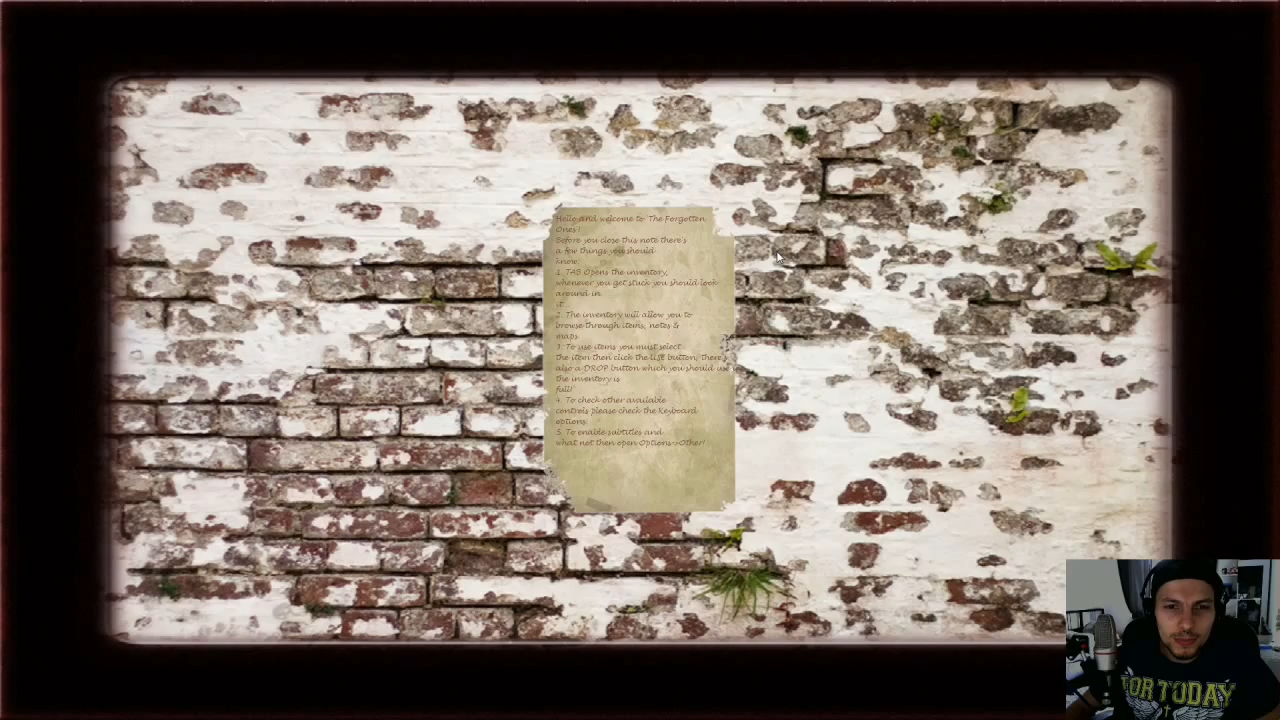 Hello and welcome to 'The Forgotten
Ones'!
Before you close this note there's
a few things you should
know:
1. TAB Opens the inventory,
whenever you get stuck you should look
around in
it.
2. The inventory will allow you to
browse through items, notes &
maps
3. To use items you must select
the item then click the USE button, there's
also a DROP button which you should use
the inventory is
full!
4. To check other available
controls please check the Keyboard
options.
5. To enable subtitles and
what not then open Options->Other!
FOR TODAY